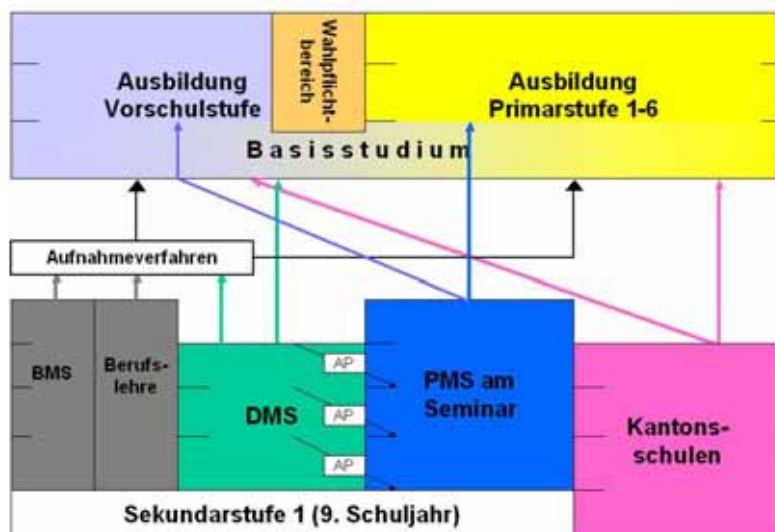 Ausbildung
Vorschulstufe
Wahlpflicht-
bereich
Ausbildung
Primarstufe 1-6
Basisstudium
Aufnahmeverfahren
BMS
Berufs-
lehre
DMS
AP
AP
AP
PMS am
Seminar
Kantons-
schulen
Sekundarstufe 1 (9. Schuljahr)